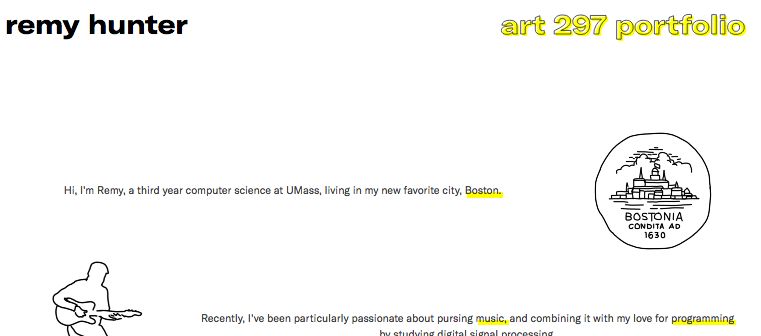 remy hunter
art 297 portfolio
Hi, I'm Remy, a third year computer science at UMass, living in my new favorite city, Boston.
BOSTONIA
CONDITA AD
1630
Recently, I've been particularly passionate about pursing music, and combining it with my love for programming
by studying digital signal processing